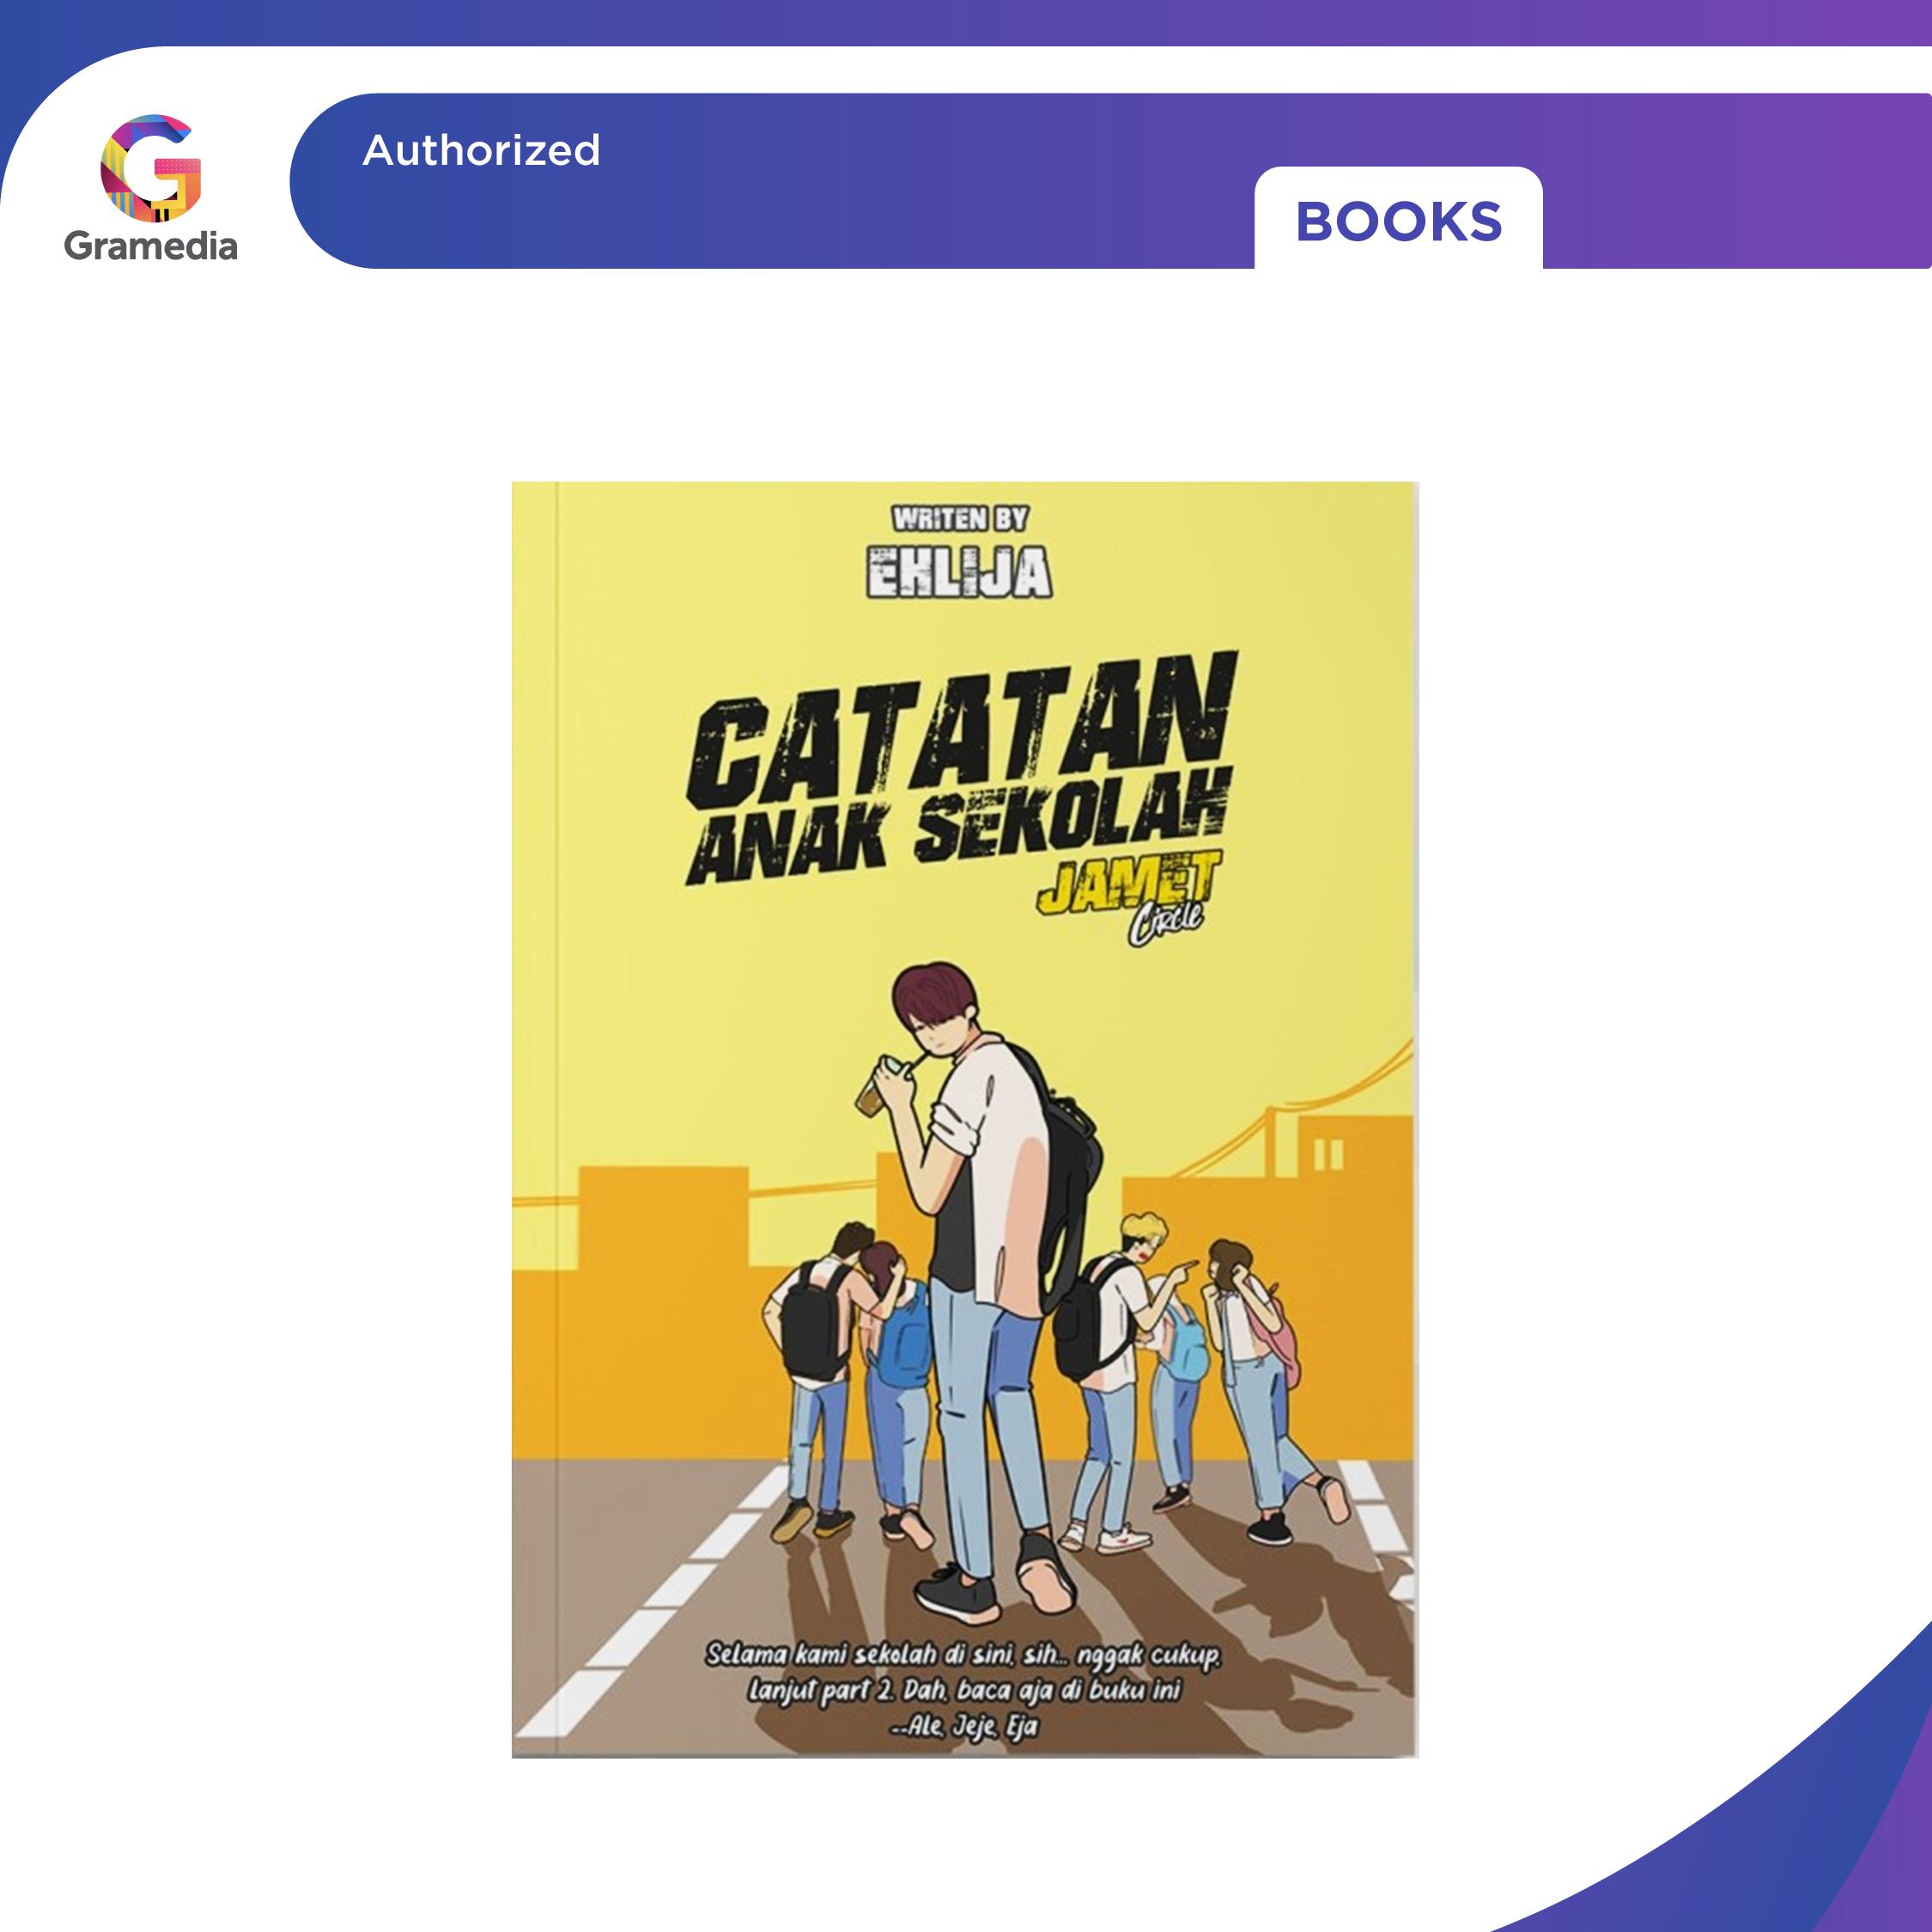 Gramedia
Authorized
BOOKS
WRITEN BY
EKLIJA
CATATAN
ANAK SEKOLAH
JAMET
CIRCLE
Selama kami sekolah di sini, sih... nggak cukup,
lanjut part 2. Dah, baca aja di buku ini
--Ale, Jeje, Eja